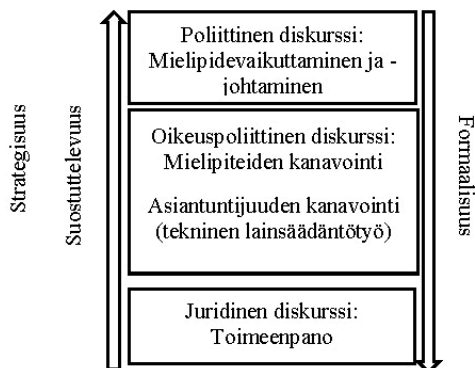 Poliittinen diskurssi:
Mielipidevaikuttaminen ja -
johtaminen
Oikeuspoliittinen diskurssi:
Mielipiteiden kanavointi
Asiantuntijuuden kanavointi
(tekninen lainsäädäntötyö)
Juridinen diskurssi:
Toimeenpano
Strategisuus
Suostuttelevuus
Formaalisuus